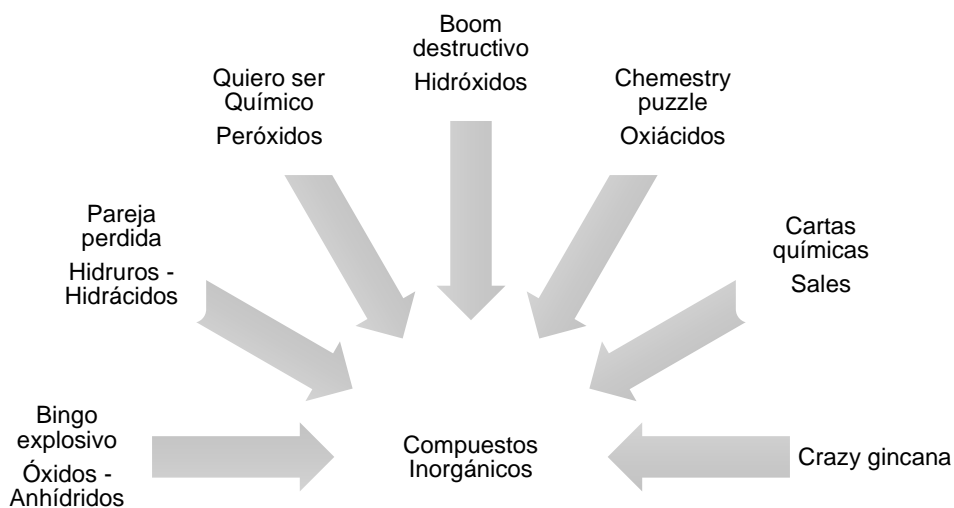 Boom
destructivo
Hidróxidos
Quiero ser
Químico
Peróxidos
Chemestry
puzzle
Oxiácidos
Pareja
perdida
Hidruros -
Hidrácidos
Cartas
químicas
Sales
Bingo
explosivo
Óxidos -
Anhídridos
Compuestos
Inorgánicos
Crazy gincana